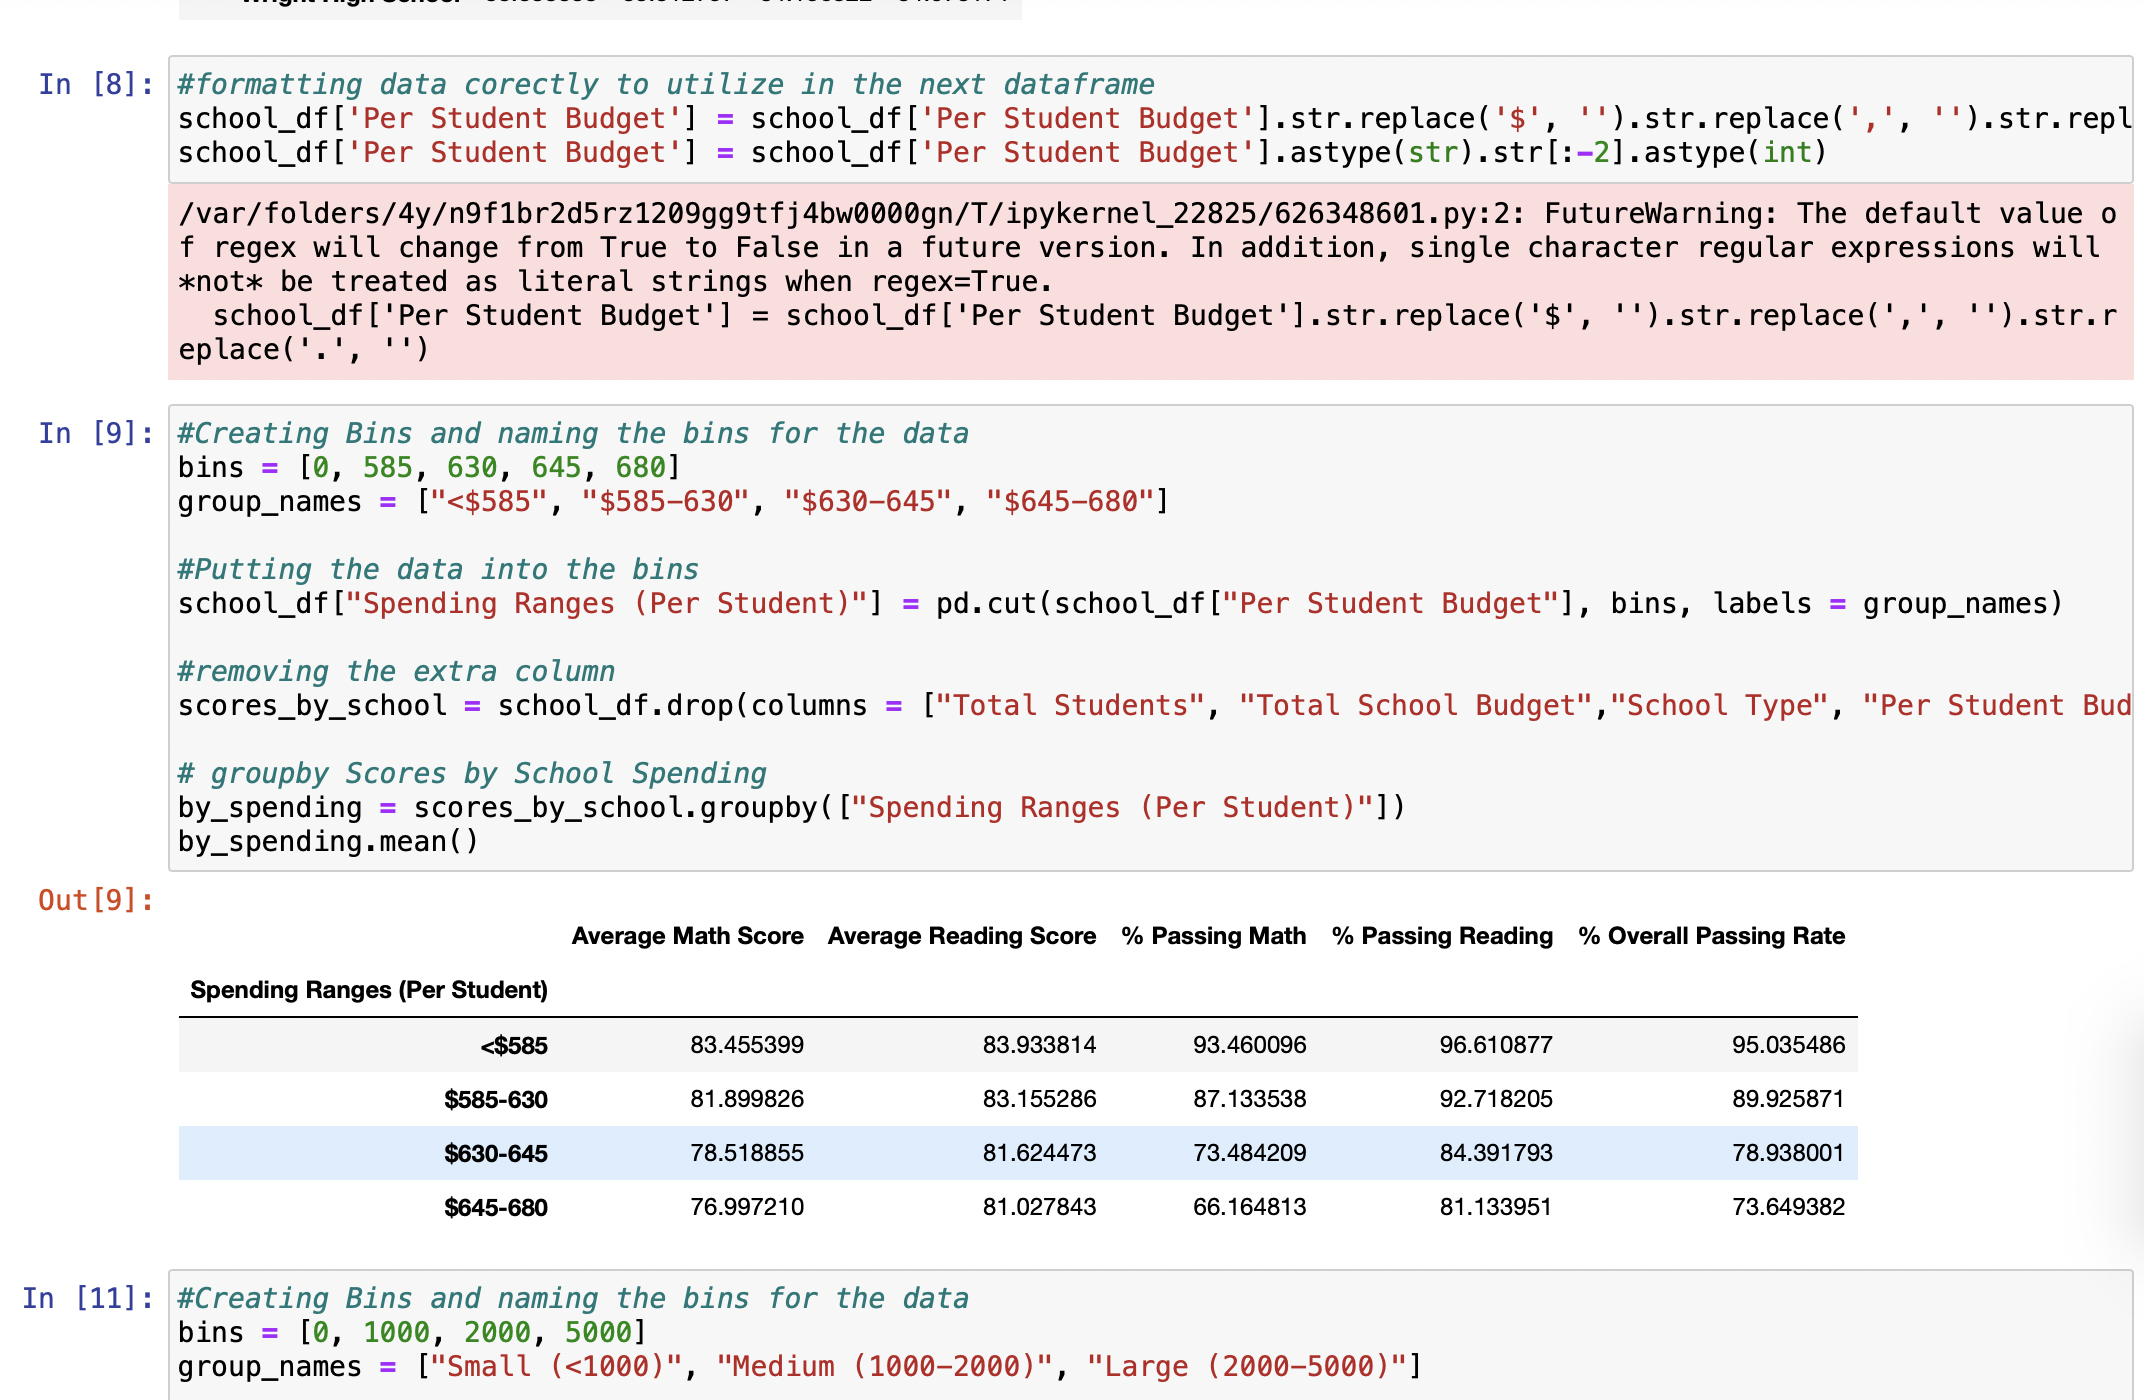 In [8]:
#formatting data corectly to utilize in the next dataframe
school_df['Per Student Budget'] = school_df['Per Student Budget'].str.replace('$', '').str.replace(',', '').str.repl
school_df['Per Student Budget'] = school_df['Per Student Budget'].astype(str).str[:-2].astype(int)
/var/folders/4y/n9f1br2d5rz1209gg9tfj4bw0000gn/T/ipykernel_22825/626348601.py:2: FutureWarning: The default value o
f regex will change from True to False in a future version. In addition, single character regular expressions will
*not* be treated as literal strings when regex=True.
  school_df['Per Student Budget'] = school_df['Per Student Budget'].str.replace('$', '').str.replace(',', '').str.r
eplace('.', '')
In [9]:
#Creating Bins and naming the bins for the data
bins = [0, 585, 630, 645, 680]
group_names = ["<$585", "$585-630", "$630-645", "$645-680"]
#Putting the data into the bins
school_df["Spending Ranges (Per Student)"] = pd.cut(school_df["Per Student Budget"], bins, labels = group_names)
#removing the extra column
scores_by_school = school_df.drop(columns = ["Total Students", "Total School Budget","School Type", "Per Student Bud
# groupby Scores by School Spending
by_spending = scores_by_school.groupby(["Spending Ranges (Per Student)"])
by_spending.mean()
Out[9]:
Average Math Score Average Reading Score % Passing Math % Passing Reading % Overall Passing Rate
Spending Ranges (Per Student)
<$585 83.455399 83.933814 93.460096 96.610877 95.035486
$585-630 81.899826 83.155286 87.133538 92.718205 89.925871
$630-645 78.518855 81.624473 73.484209 84.391793 78.938001
$645-680 76.997210 81.027843 66.164813 81.133951 73.649382
In [11]:
#Creating Bins and naming the bins for the data
bins = [0, 1000, 2000, 5000]
group_names = ["Small (<1000)", "Medium (1000-2000)", "Large (2000-5000)"]